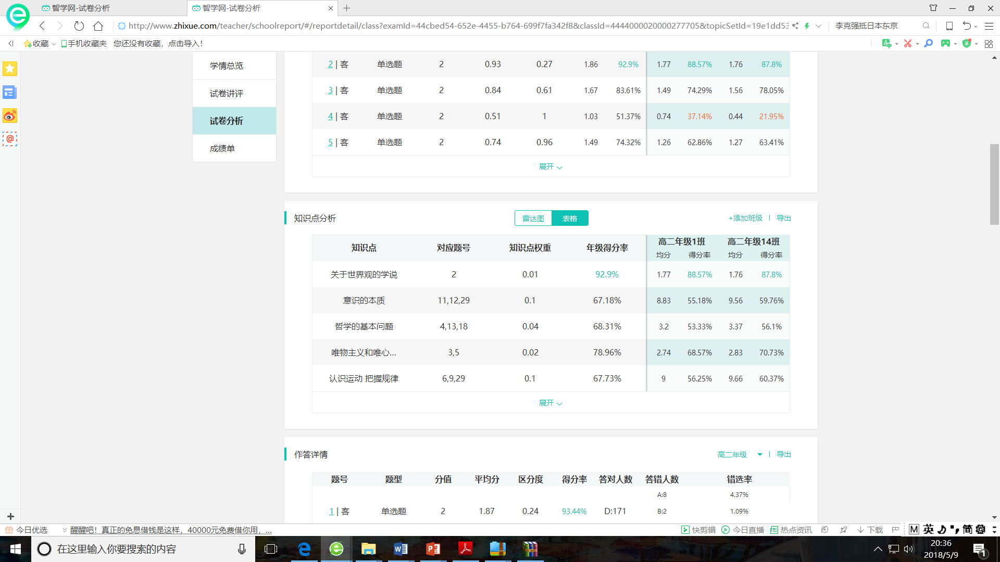 智学网-试卷分析
智学网-试卷分析
http://www.zhixue.com/teacher/schoolreport/#/reportdetail/class?examId=44cbed54-652e-4455-b764-699f7fa342f8&classId=4444000020000277705&topicSetId=19e1dd53
李克强抵日本东京
收藏
手机收藏夹
您还没有收藏，点击导入！
学情总览
试卷讲评
试卷分析
成绩单
2 | 客 单选题 2 0.93 0.27 1.86 92.9% 1.77 88.57% 1.76 87.8%
3 | 客 单选题 2 0.84 0.61 1.67 83.61% 1.49 74.29% 1.56 78.05%
4 | 客 单选题 2 0.51 1 1.03 51.37% 0.74 37.14% 0.44 21.95%
5 | 客 单选题 2 0.74 0.96 1.49 74.32% 1.26 62.86% 1.27 63.41%
展开
知识点分析
雷达图 表格
+添加班级 | 导出
知识点 对应题号 知识点权重 年级得分率 高二年级1班 高二年级14班
均分 得分率 均分 得分率
关于世界观的学说 2 0.01 92.9% 1.77 88.57% 1.76 87.8%
意识的本质 11,12,29 0.1 67.18% 8.83 55.18% 9.56 59.76%
哲学的基本问题 4,13,18 0.04 68.31% 3.2 53.33% 3.37 56.1%
唯物主义和唯心... 3,5 0.02 78.96% 2.74 68.57% 2.83 70.73%
认识运动 把握规律 6,9,29 0.1 67.73% 9 56.25% 9.66 60.37%
展开
作答详情
高二年级 | 导出
题号 题型 分值 平均分 区分度 得分率 答对人数 答错人数 错选率
A:8 4.37%
1 | 客 单选题 2 1.87 0.24 93.44% D:171 B:2 1.09%
今日优选
醒醒吧！真正的免息借钱是这样，40000元免费借你用，...
快剪辑
今日直播
热点资讯
下载
M 英 简
在这里输入你要搜索的内容
20:36
2018/5/9
1